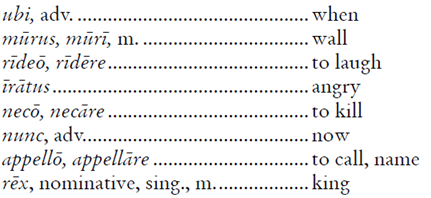 ubi, adv. ........................................ when
mūrus, mūrī, m. ............................. wall
rīdeō, rīdēre................................... to laugh
īrātus............................................. angry
necō, necāre .................................. to kill
nunc, adv....................................... now
appellō, appellāre ........................... to call, name
rēx, nominative, sing., m................ king